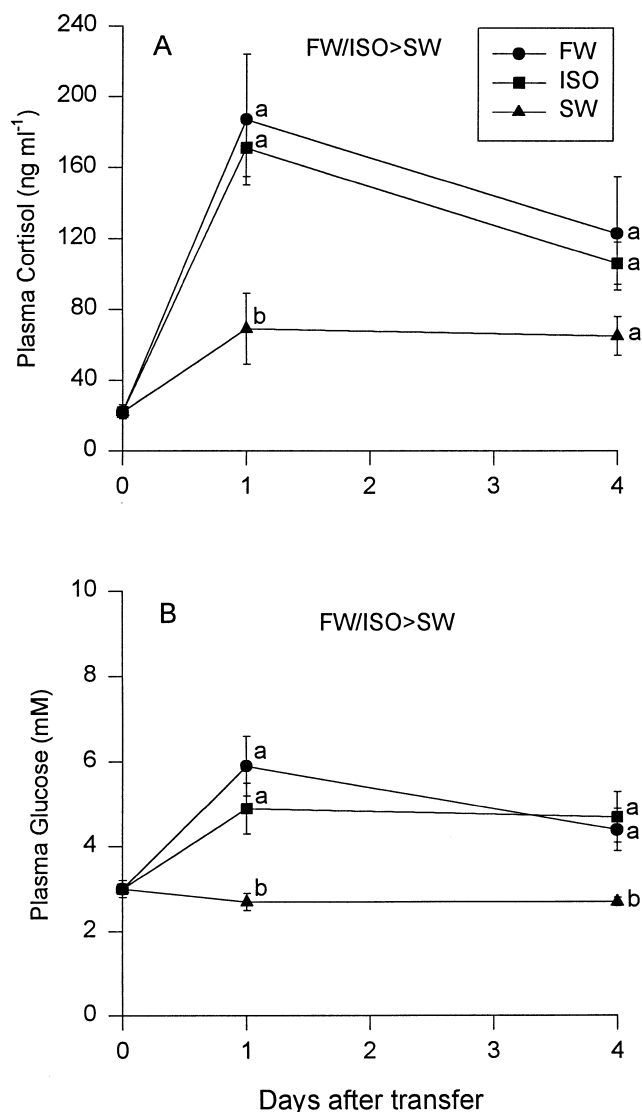 A
FW/ISO>SW
FW
ISO
SW
Plasma Cortisol (ng ml⁻¹)
240
200
160
120
80
40
0
a
a
b
a
a
a
0 1 2 3 4
B
FW/ISO>SW
Plasma Glucose (mM)
10
8
6
4
2
0
a
a
b
a
a
b
0 1 2 3 4
Days after transfer